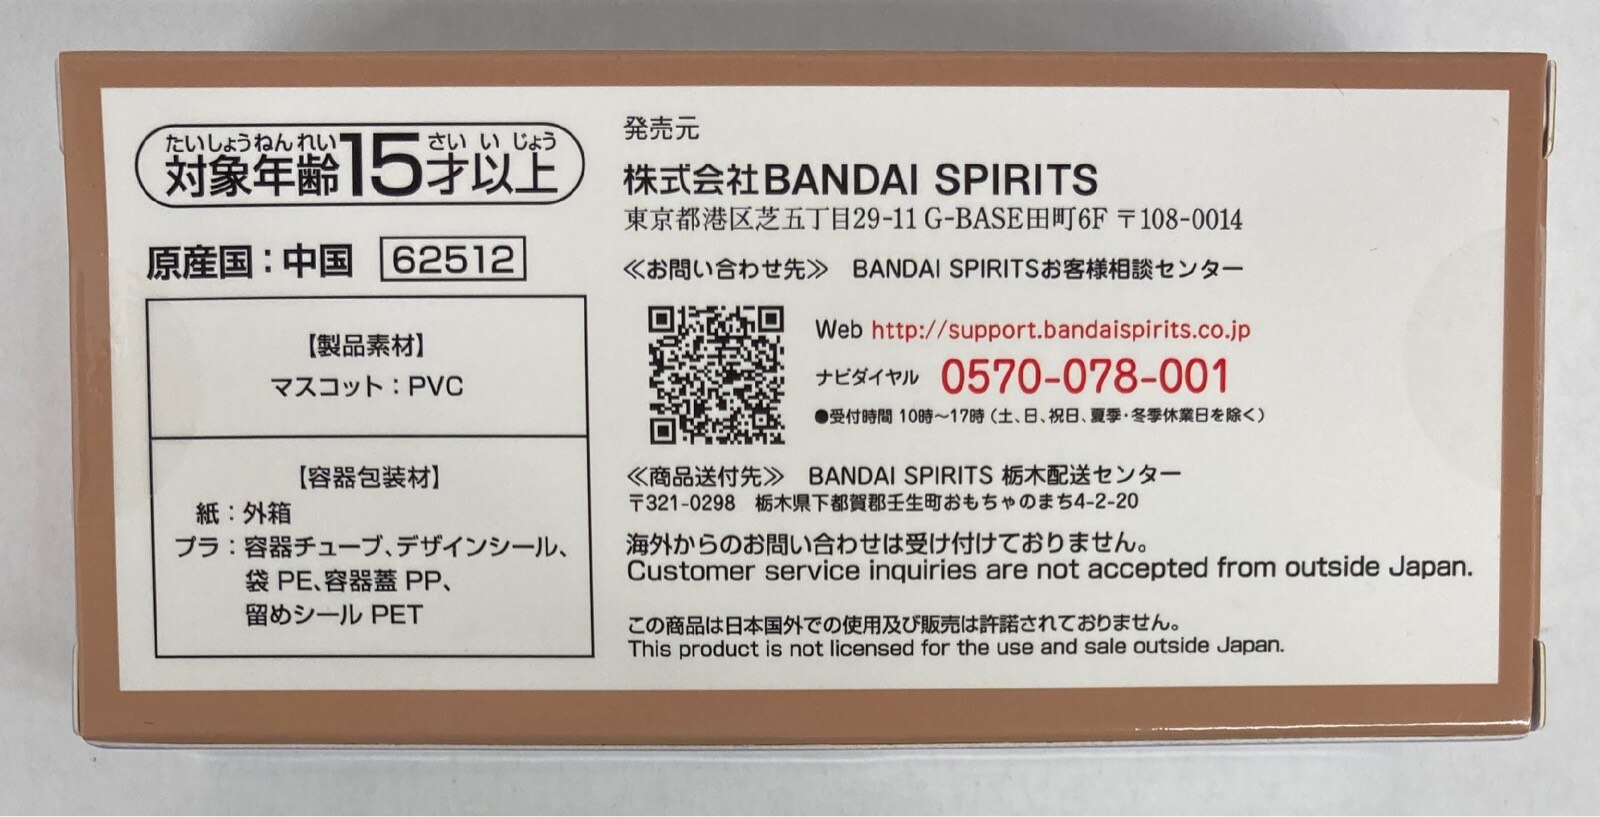 たいしょうねんれい さい い じょう
対象年齢15才以上
原産国：中国 62512
【製品素材】
マスコット：PVC
【容器包装材】
紙：外箱
プラ：容器チューブ、デザインシール、
袋 PE、容器蓋 PP、
留めシール PET
発売元
株式会社BANDAI SPIRITS
東京都港区芝五丁目29-11 G-BASE田町6F 〒108-0014
≪お問い合わせ先≫ BANDAI SPIRITSお客様相談センター
Web http://support.bandaispirits.co.jp
ナビダイヤル 0570-078-001
●受付時間 10時～17時（土、日、祝日、夏季・冬季休業日を除く）
≪商品送付先≫ BANDAI SPIRITS 栃木配送センター
〒321-0298 栃木県下都賀郡壬生町おもちゃのまち4-2-20
海外からのお問い合わせは受け付けておりません。
Customer service inquiries are not accepted from outside Japan.
この商品は日本国外での使用及び販売は許諾されておりません。
This product is not licensed for the use and sale outside Japan.